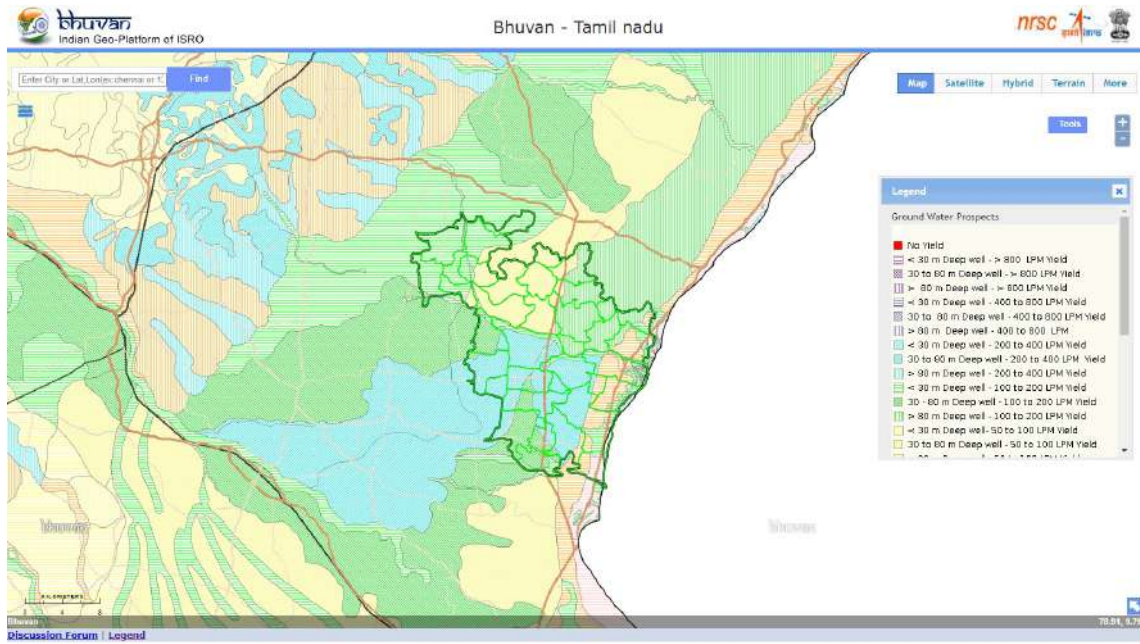 bhuvan
Indian Geo-Platform of ISRO
Bhuvan - Tamil nadu
nrsc
Find
Map Satellite Hybrid Terrain More
Tools
+
-
Legend
Ground Water Prospects
No Yield
< 30 m Deep well - > 800 LPM Yield
30 to 80 m Deep well - > 800 LPM Yield
> 80 m Deep well - > 800 LPM Yield
< 30 m Deep well - 400 to 800 LPM Yield
30 to 80 m Deep well - 400 to 800 LPM Yield
> 80 m Deep well - 400 to 800 LPM
< 30 m Deep well - 200 to 400 LPM Yield
30 to 80 m Deep well - 200 to 400 LPM Yield
> 80 m Deep well - 200 to 400 LPM Yield
< 30 m Deep well - 100 to 200 LPM Yield
30 - 80 m Deep well - 100 to 200 LPM Yield
> 80 m Deep well - 100 to 200 LPM Yield
< 30 m Deep well- 50 to 100 LPM Yield
30 to 80 m Deep well - 50 to 100 LPM Yield
bhuvan
bhuvan
KILOMETERS
Bhuvan
Discussion Forum | Legend